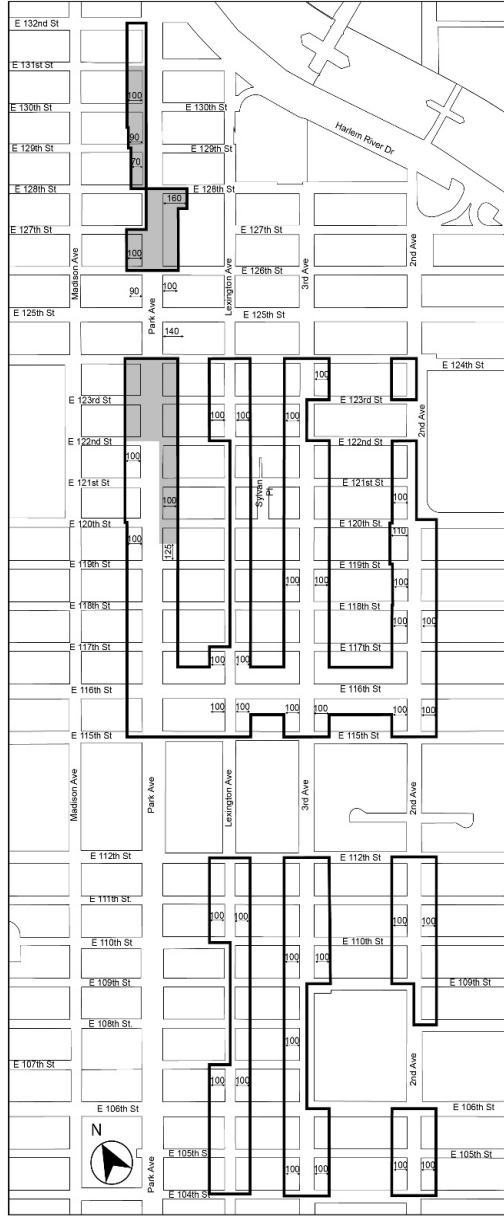 E 132nd St
E 131st St
100
E 130th St
E 130th St
Harlem River Dr
90
E 129th St
E 129th St
70
E 128th St
E 128th St
160
E 127th St
E 127th St
100
Madison Ave
Park Ave
Lexington Ave
3rd Ave
2nd Ave
E 126th St
90
100
E 125th St
E 125th St
140
E 124th St
100
E 123rd St
E 123rd St
100
100
100
2nd Ave
E 122nd St
E 122nd St
100
Sylvan Pl
100
E 121st St
E 121st St
100
100
E 120th St
E 120th St.
110
100
125
E 119th St
E 119th St
100
100
100
E 118th St
E 118th St
100
100
E 117th St
E 117th St
100
100
E 116th St
E 116th St
100
100
100
100
100
100
E 115th St
E 115th St
Madison Ave
Park Ave
Lexington Ave
3rd Ave
2nd Ave
E 112th St
E 112th St
E 111th St.
100
100
100
100
E 110th St
E 110th St
100
100
E 109th St
E 109th St
E 108th St.
100
E 107th St
100
100
2nd Ave
E 106th St
E 106th St
N
E 105th St
E 105th St
100
100
100
100
Park Ave
E 104th St